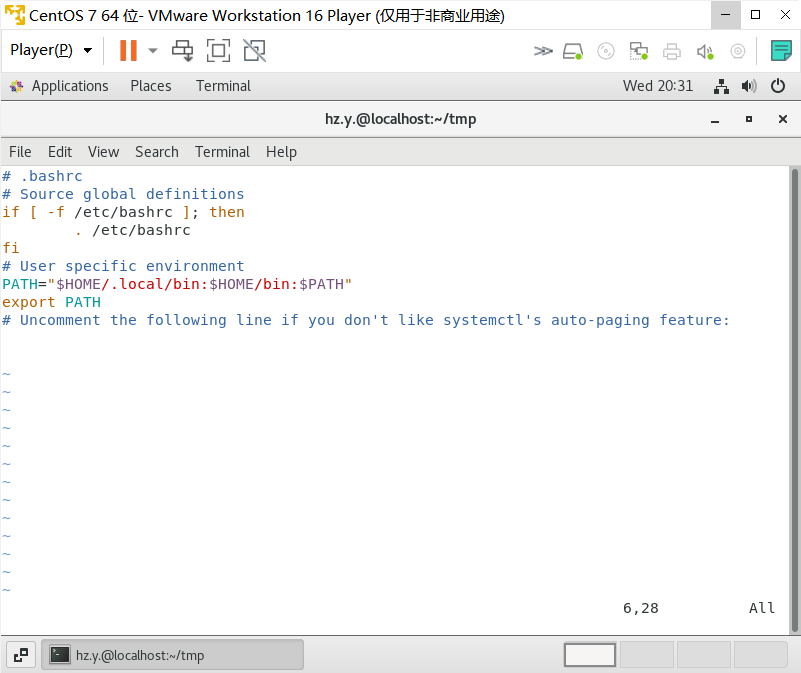 CentOS 7 64 位- VMware Workstation 16 Player (仅用于非商业用途)
Player(P)
Applications Places Terminal Wed 20:31
hz.y.@localhost:~/tmp
File Edit View Search Terminal Help
# .bashrc
# Source global definitions
if [ -f /etc/bashrc ]; then
. /etc/bashrc
fi
# User specific environment
PATH="$HOME/.local/bin:$HOME/bin:$PATH"
export PATH
# Uncomment the following line if you don't like systemctl's auto-paging feature:
~
~
~
~
~
~
~
~
~
~
~
~
~
6,28 All
hz.y.@localhost:~/tmp